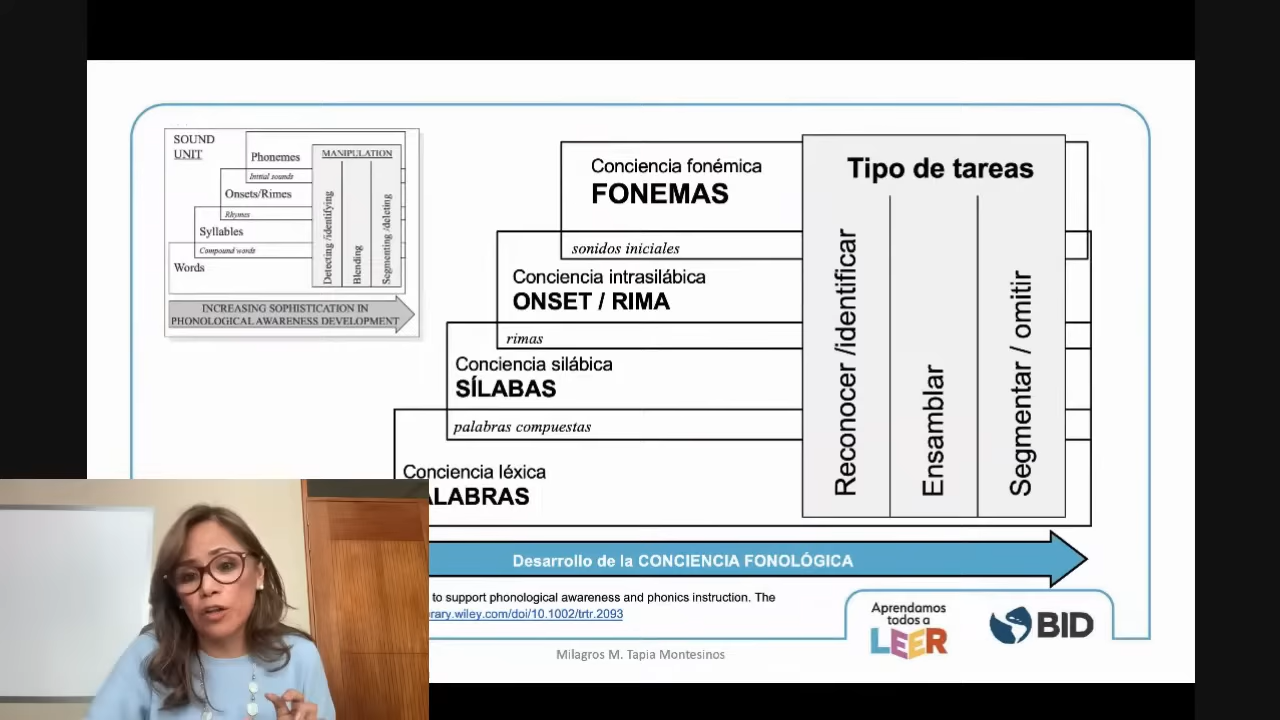 SOUND
UNIT
Phonemes
Initial sounds
Onsets/Rimes
Rhymes
Syllables
Compound words
Words
MANIPULATION
Detecting /identifying
Blending
Segmenting /deleting
INCREASING SOPHISTICATION IN
PHONOLOGICAL AWARENESS DEVELOPMENT
Conciencia fonémica
FONEMAS
sonidos iniciales
Conciencia intrasilábica
ONSET / RIMA
rimas
Conciencia silábica
SÍLABAS
palabras compuestas
Conciencia léxica
ALABRAS
Tipo de tareas
Reconocer /identificar
Ensamblar
Segmentar / omitir
Desarrollo de la CONCIENCIA FONOLÓGICA
to support phonological awareness and phonics instruction. The
rary.wiley.com/doi/10.1002/trtr.2093
Aprendamos
todos a
LEER
BID
Milagros M. Tapia Montesinos